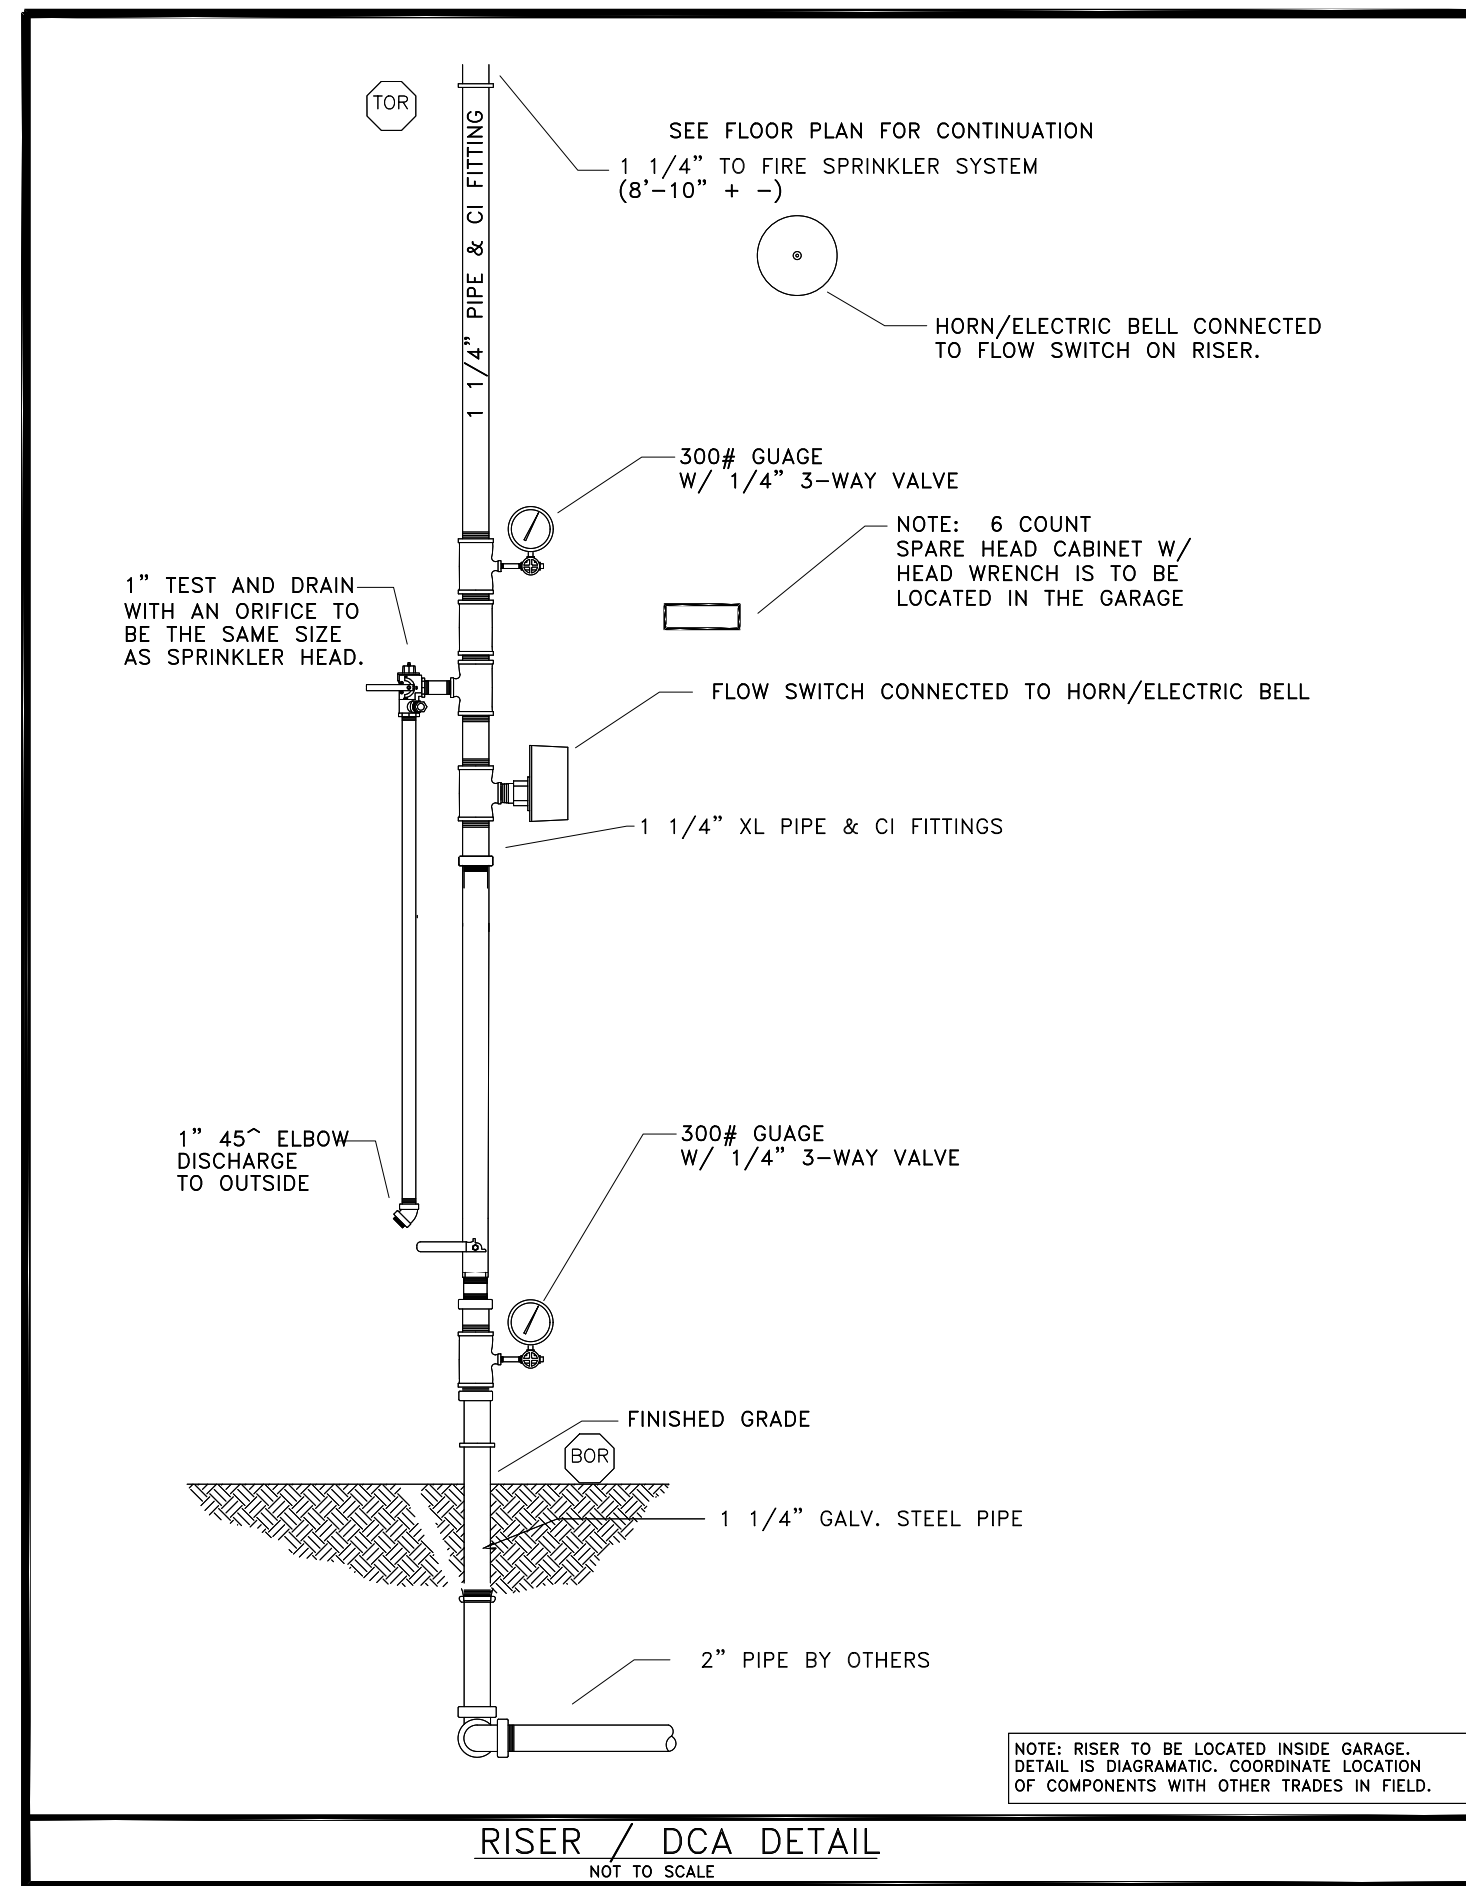 TOR
1 1/4" PIPE & CI FITTING
SEE FLOOR PLAN FOR CONTINUATION
1 1/4" TO FIRE SPRINKLER SYSTEM
(8'-10" + -)
HORN/ELECTRIC BELL CONNECTED
TO FLOW SWITCH ON RISER.
300# GUAGE
W/ 1/4" 3-WAY VALVE
NOTE: 6 COUNT
SPARE HEAD CABINET W/
HEAD WRENCH IS TO BE
LOCATED IN THE GARAGE
1" TEST AND DRAIN
WITH AN ORIFICE TO
BE THE SAME SIZE
AS SPRINKLER HEAD.
FLOW SWITCH CONNECTED TO HORN/ELECTRIC BELL
1 1/4" XL PIPE & CI FITTINGS
1" 45^ ELBOW
DISCHARGE
TO OUTSIDE
300# GUAGE
W/ 1/4" 3-WAY VALVE
FINISHED GRADE
BOR
1 1/4" GALV. STEEL PIPE
2" PIPE BY OTHERS
NOTE: RISER TO BE LOCATED INSIDE GARAGE.
DETAIL IS DIAGRAMATIC. COORDINATE LOCATION
OF COMPONENTS WITH OTHER TRADES IN FIELD.
RISER / DCA DETAIL
NOT TO SCALE